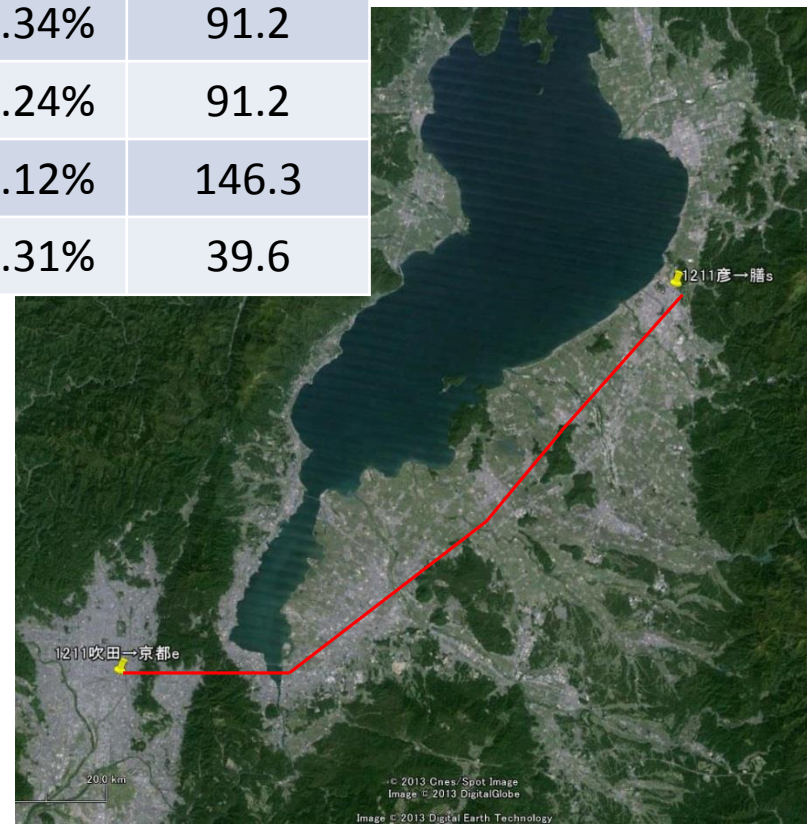 .34% 91.2
.24% 91.2
.12% 146.3
.31% 39.6
1211彦→膳s
1211吹田→京都e
20.0 km
© 2013 Cnes/Spot Image
Image © 2013 DigitalGlobe
Image © 2013 Digital Earth Technology